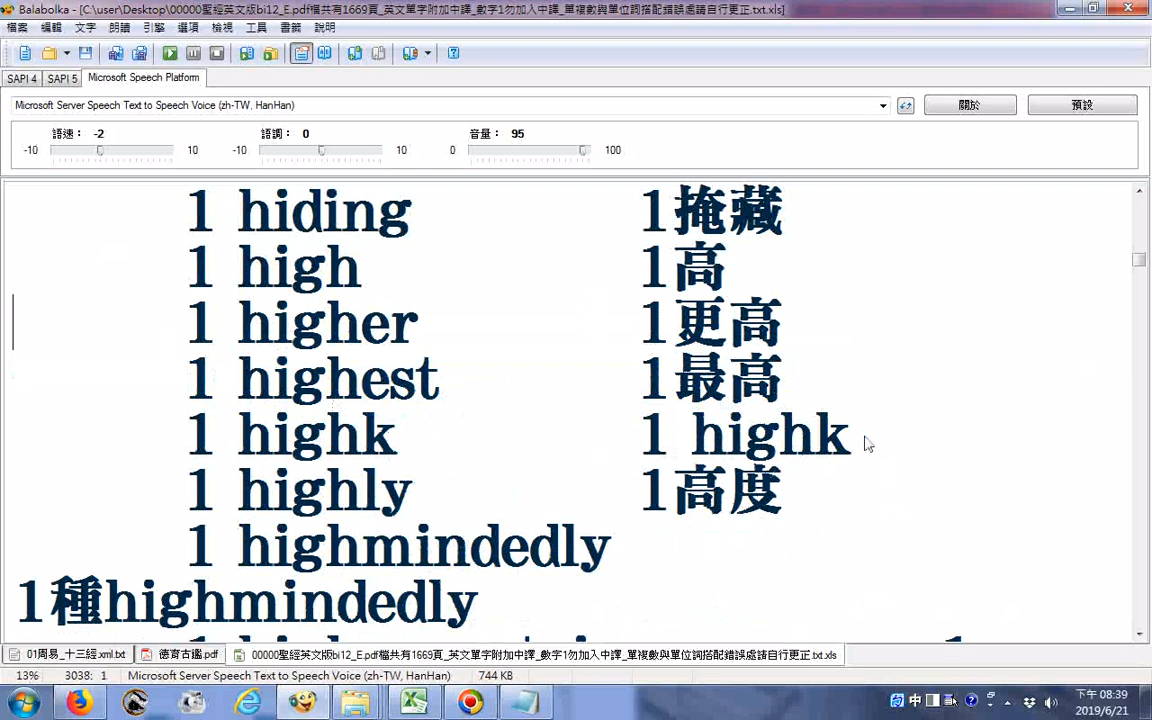 Balabolka - [C:\user\Desktop\00000聖經英文版bi12_E.pdf檔共有1669頁_英文單字附加中譯_數字1勿加入中譯_單複數與單位詞搭配錯誤處請自行更正.txt.xls]
檔案 編輯 文字 朗讀 引擎 選項 檢視 工具 書籤 說明
SAPI 4 SAPI 5 Microsoft Speech Platform
Microsoft Server Speech Text to Speech Voice (zh-TW, HanHan) 關於 預設
語速： -2 語調： 0 音量： 95
-10 10 -10 10 0 100
1 hiding 1掩藏
1 high 1高
1 higher 1更高
1 highest 1最高
1 highk 1 highk
1 highly 1高度
1 highmindedly
1種highmindedly
01周易_十三經.xml.txt 德育古鑑.pdf 00000聖經英文版bi12_E.pdf檔共有1669頁_英文單字附加中譯_數字1勿加入中譯_單複數與單位詞搭配錯誤處請自行更正.txt.xls
13% 3038: 1 Microsoft Server Speech Text to Speech Voice (zh-TW, HanHan) 744 KB
中 下午 08:39
2019/6/21